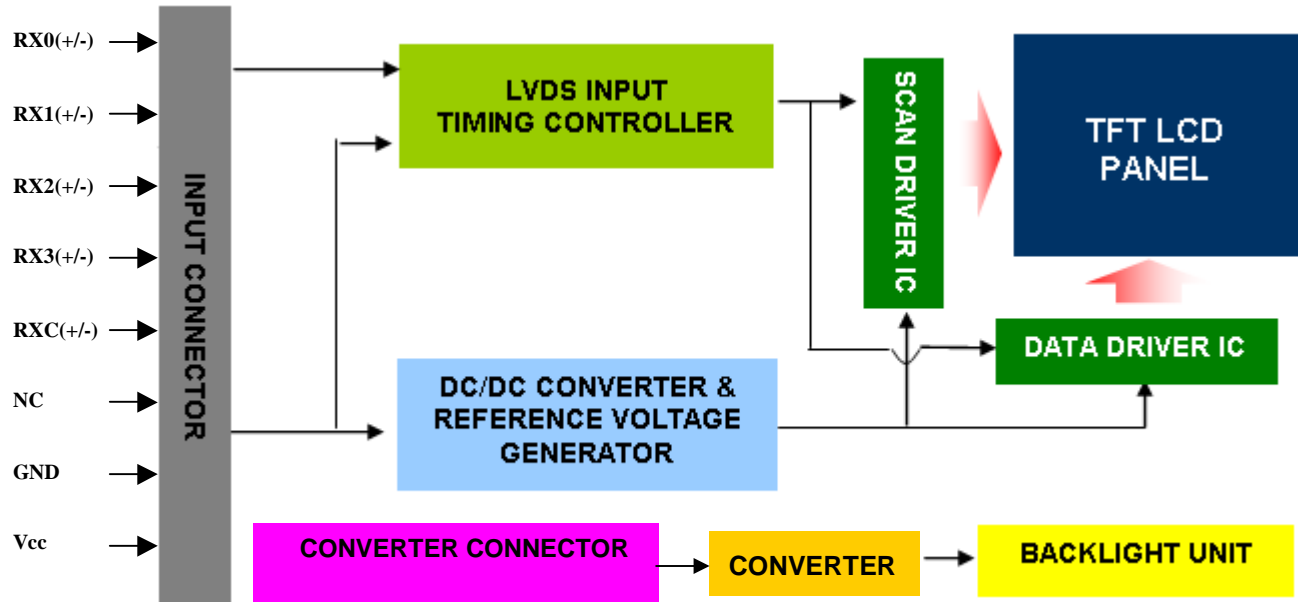 RX0(+/-)
RX1(+/-)
RX2(+/-)
RX3(+/-)
RXC(+/-)
NC
GND
Vcc
INPUT CONNECTOR
LVDS INPUT
TIMING CONTROLLER
SCAN DRIVER IC
TFT LCD
PANEL
DATA DRIVER IC
DC/DC CONVERTER &
REFERENCE VOLTAGE
GENERATOR
CONVERTER CONNECTOR
CONVERTER
BACKLIGHT UNIT